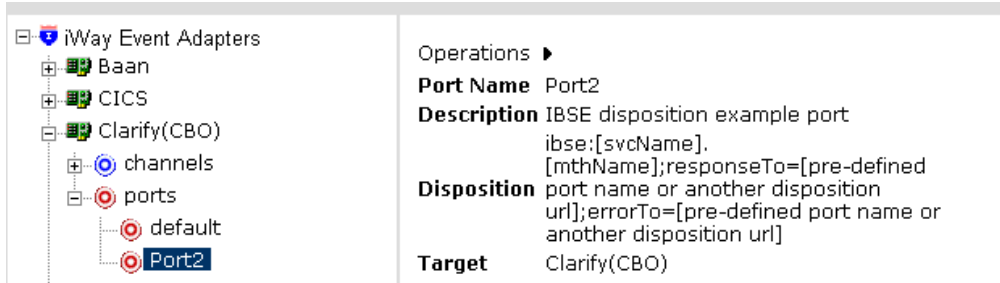 iWay Event Adapters
Baan
CICS
Clarify(CBO)
channels
ports
default
Port2
Operations
Port Name Port2
Description IBSE disposition example port
ibse:[svcName].
[mthName];responseTo=[pre-defined
Disposition port name or another disposition
url];errorTo=[pre-defined port name or
another disposition url]
Target Clarify(CBO)